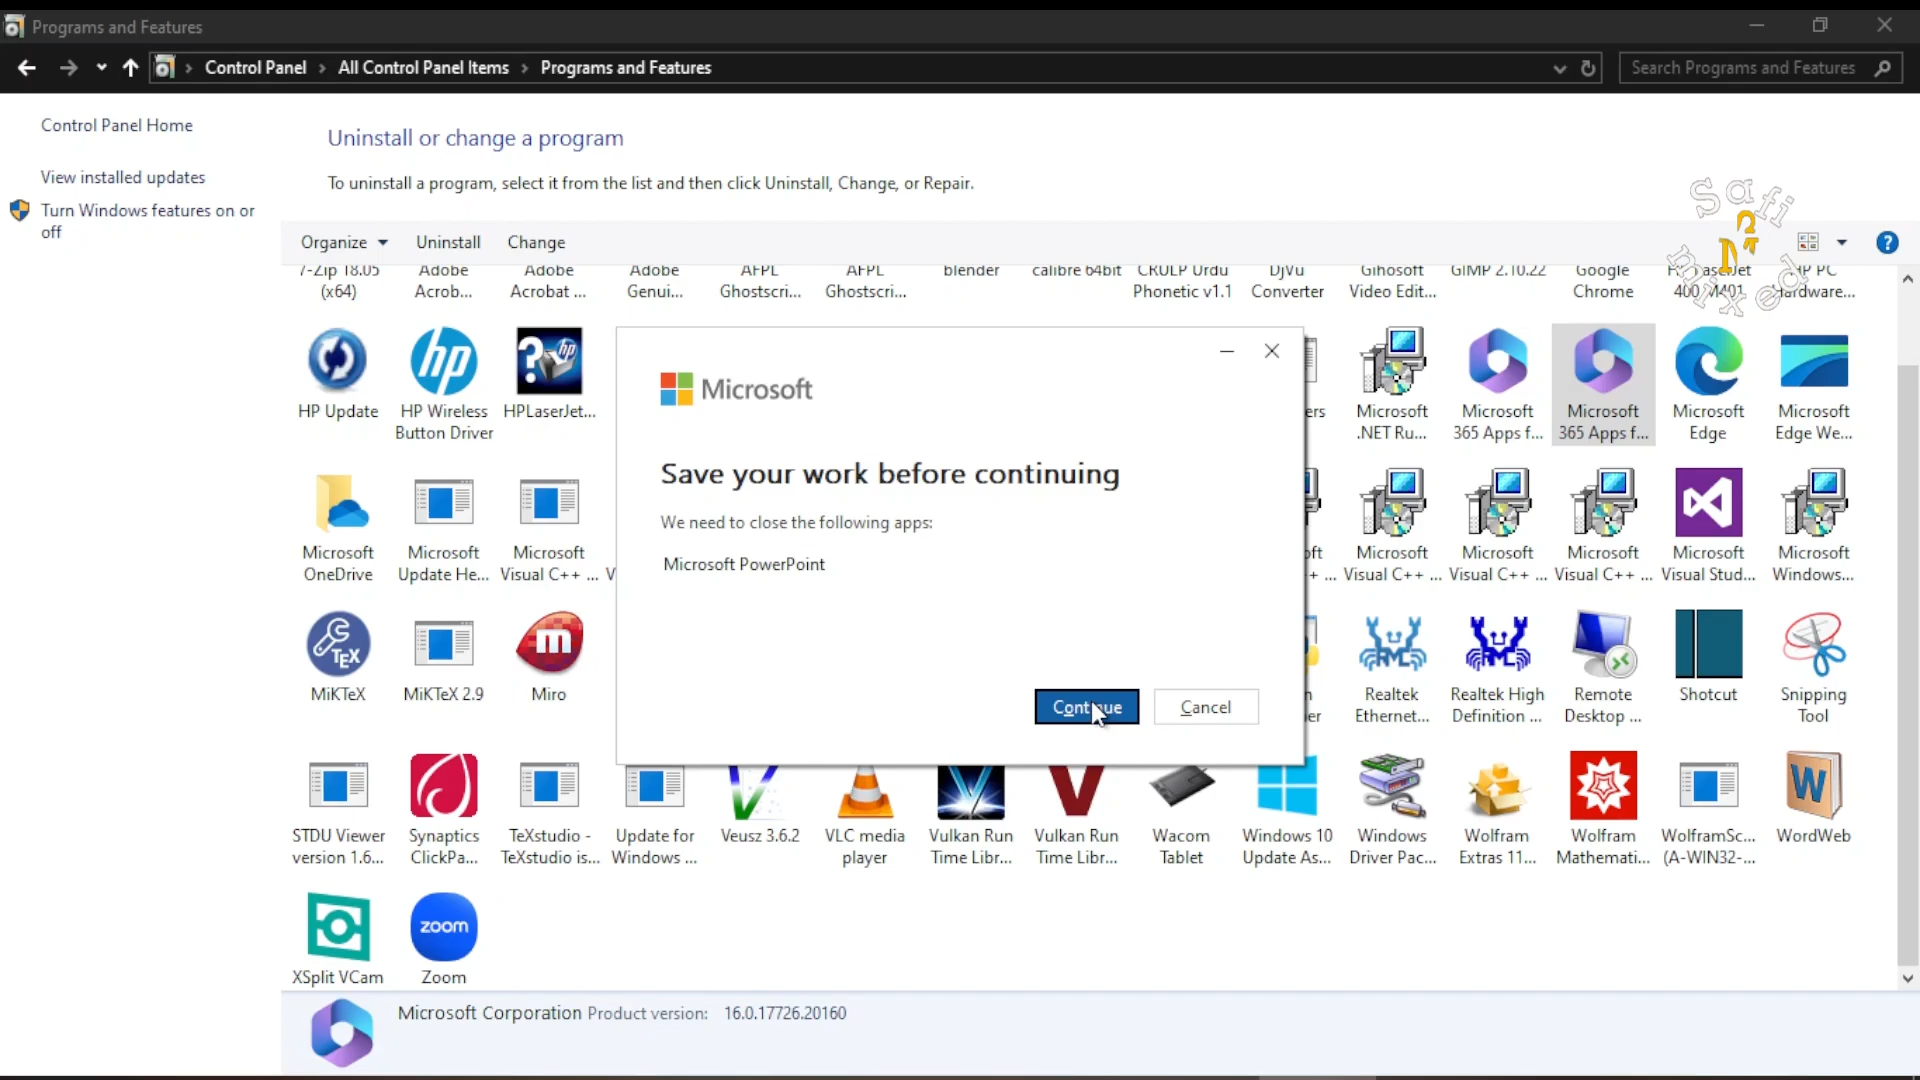 Programs and Features
Control Panel > All Control Panel Items > Programs and Features
Search Programs and Features
Control Panel Home
View installed updates
Turn Windows features on or
off
Uninstall or change a program
To uninstall a program, select it from the list and then click Uninstall, Change, or Repair.
Organize Uninstall Change
Safi
mixed
7-Zip 18.05 Adobe Adobe Adobe AFPL AFPL blender calibre 64bit CRULP Urdu DjVu Gihosoft GIMP 2.10.22 Google HP PC
(x64) Acrob... Acrobat ... Genui... Ghostscri... Ghostscri... Phonetic v1.1 Converter Video Edit... Chrome 400 M401 Hardware...
hp
?
hp
HP Update HP Wireless HPLaserJet... ers Microsoft Microsoft Microsoft Microsoft Microsoft
Button Driver .NET Ru... 365 Apps f... 365 Apps f... Edge Edge We...
Microsoft
Save your work before continuing
We need to close the following apps:
Microsoft PowerPoint
Continue Cancel
Microsoft Microsoft Microsoft Microsoft Microsoft Microsoft Microsoft Microsoft
OneDrive Update He... Visual C++ ... + ... Visual C++ ... Visual C++ ... Visual C++ ... Visual Stud... Windows...
TEX
m
RMC
RMC
MiKTeX MiKTeX 2.9 Miro Realtek Realtek High Remote Shotcut Snipping
er Ethernet... Definition ... Desktop ... Tool
W
STDU Viewer Synaptics TeXstudio - Update for Veusz 3.6.2 VLC media Vulkan Run Vulkan Run Wacom Windows 10 Windows Wolfram Wolfram WolframSc... WordWeb
version 1.6... ClickPa... TeXstudio is... Windows ... player Time Libr... Time Libr... Tablet Update As... Driver Pac... Extras 11... Mathemati... (A-WIN32-...
zoom
XSplit VCam Zoom
Microsoft Corporation Product version: 16.0.17726.20160